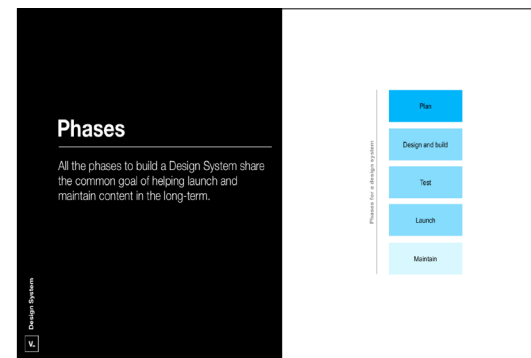 Phases
All the phases to build a Design System share
the common goal of helping launch and
maintain content in the long-term.
Design System
V.
Phases for a design system
Plan
Design and build
Test
Launch
Maintain